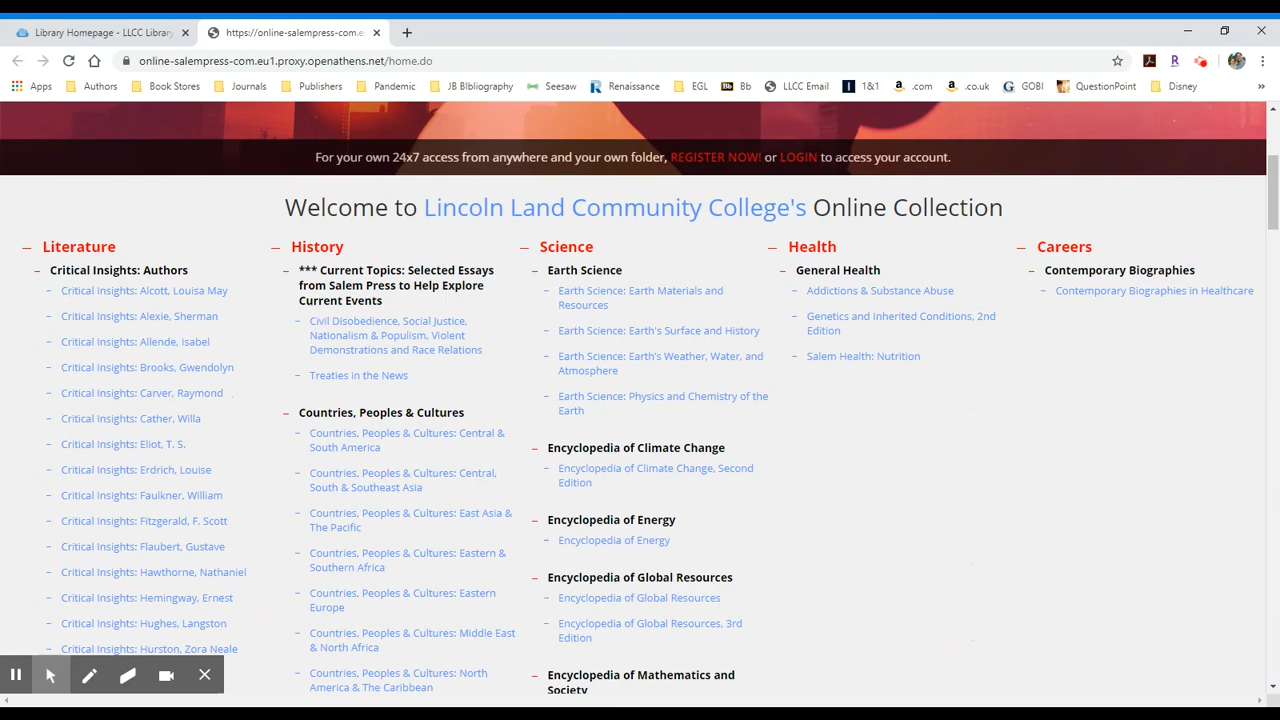 Library Homepage - LLCC Library
https://online-salempress-com.e
online-salempress-com.eu1.proxy.openathens.net/home.do
Apps
Authors
Book Stores
Journals
Publishers
Pandemic
JB BIbliography
Seesaw
Renaissance
EGL
Bb
Bb
LLCC Email
1&1
.com
.co.uk
GOBI
QuestionPoint
Disney
»
For your own 24x7 access from anywhere and your own folder, REGISTER NOW! or LOGIN to access your account.
Welcome to Lincoln Land Community College's Online Collection
Literature
Critical Insights: Authors
Critical Insights: Alcott, Louisa May
Critical Insights: Alexie, Sherman
Critical Insights: Allende, Isabel
Critical Insights: Brooks, Gwendolyn
Critical Insights: Carver, Raymond
Critical Insights: Cather, Willa
Critical Insights: Eliot, T. S.
Critical Insights: Erdrich, Louise
Critical Insights: Faulkner, William
Critical Insights: Fitzgerald, F. Scott
Critical Insights: Flaubert, Gustave
Critical Insights: Hawthorne, Nathaniel
Critical Insights: Hemingway, Ernest
Critical Insights: Hughes, Langston
Critical Insights: Hurston, Zora Neale
History
*** Current Topics: Selected Essays
from Salem Press to Help Explore
Current Events
Civil Disobedience, Social Justice,
Nationalism & Populism, Violent
Demonstrations and Race Relations
Treaties in the News
Countries, Peoples & Cultures
Countries, Peoples & Cultures: Central &
South America
Countries, Peoples & Cultures: Central,
South & Southeast Asia
Countries, Peoples & Cultures: East Asia &
The Pacific
Countries, Peoples & Cultures: Eastern &
Southern Africa
Countries, Peoples & Cultures: Eastern
Europe
Countries, Peoples & Cultures: Middle East
& North Africa
Countries, Peoples & Cultures: North
America & The Caribbean
Science
Earth Science
Earth Science: Earth Materials and
Resources
Earth Science: Earth's Surface and History
Earth Science: Earth's Weather, Water, and
Atmosphere
Earth Science: Physics and Chemistry of the
Earth
Encyclopedia of Climate Change
Encyclopedia of Climate Change, Second
Edition
Encyclopedia of Energy
Encyclopedia of Energy
Encyclopedia of Global Resources
Encyclopedia of Global Resources
Encyclopedia of Global Resources, 3rd
Edition
Encyclopedia of Mathematics and
Society
Health
General Health
Addictions & Substance Abuse
Genetics and Inherited Conditions, 2nd
Edition
Salem Health: Nutrition
Careers
Contemporary Biographies
Contemporary Biographies in Healthcare